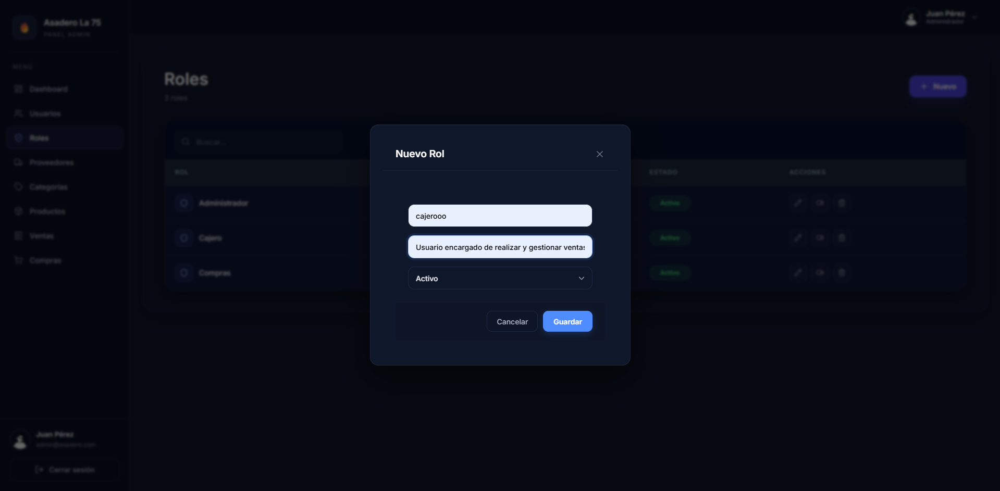 Asadero La 75
PANEL ADMIN
Juan Pérez
Administrador
MENÚ
Dashboard
Usuarios
Roles
Proveedores
Categorías
Productos
Ventas
Compras
Roles
3 roles
+ Nuevo
Buscar...
ROL
ESTADO
ACCIONES
Administrador
Activo
Cajero
Activo
Compras
Activo
Nuevo Rol
cajerooo
Usuario encargado de realizar y gestionar ventas
Activo
Cancelar
Guardar
Juan Pérez
admin@asadero.com
Cerrar sesión